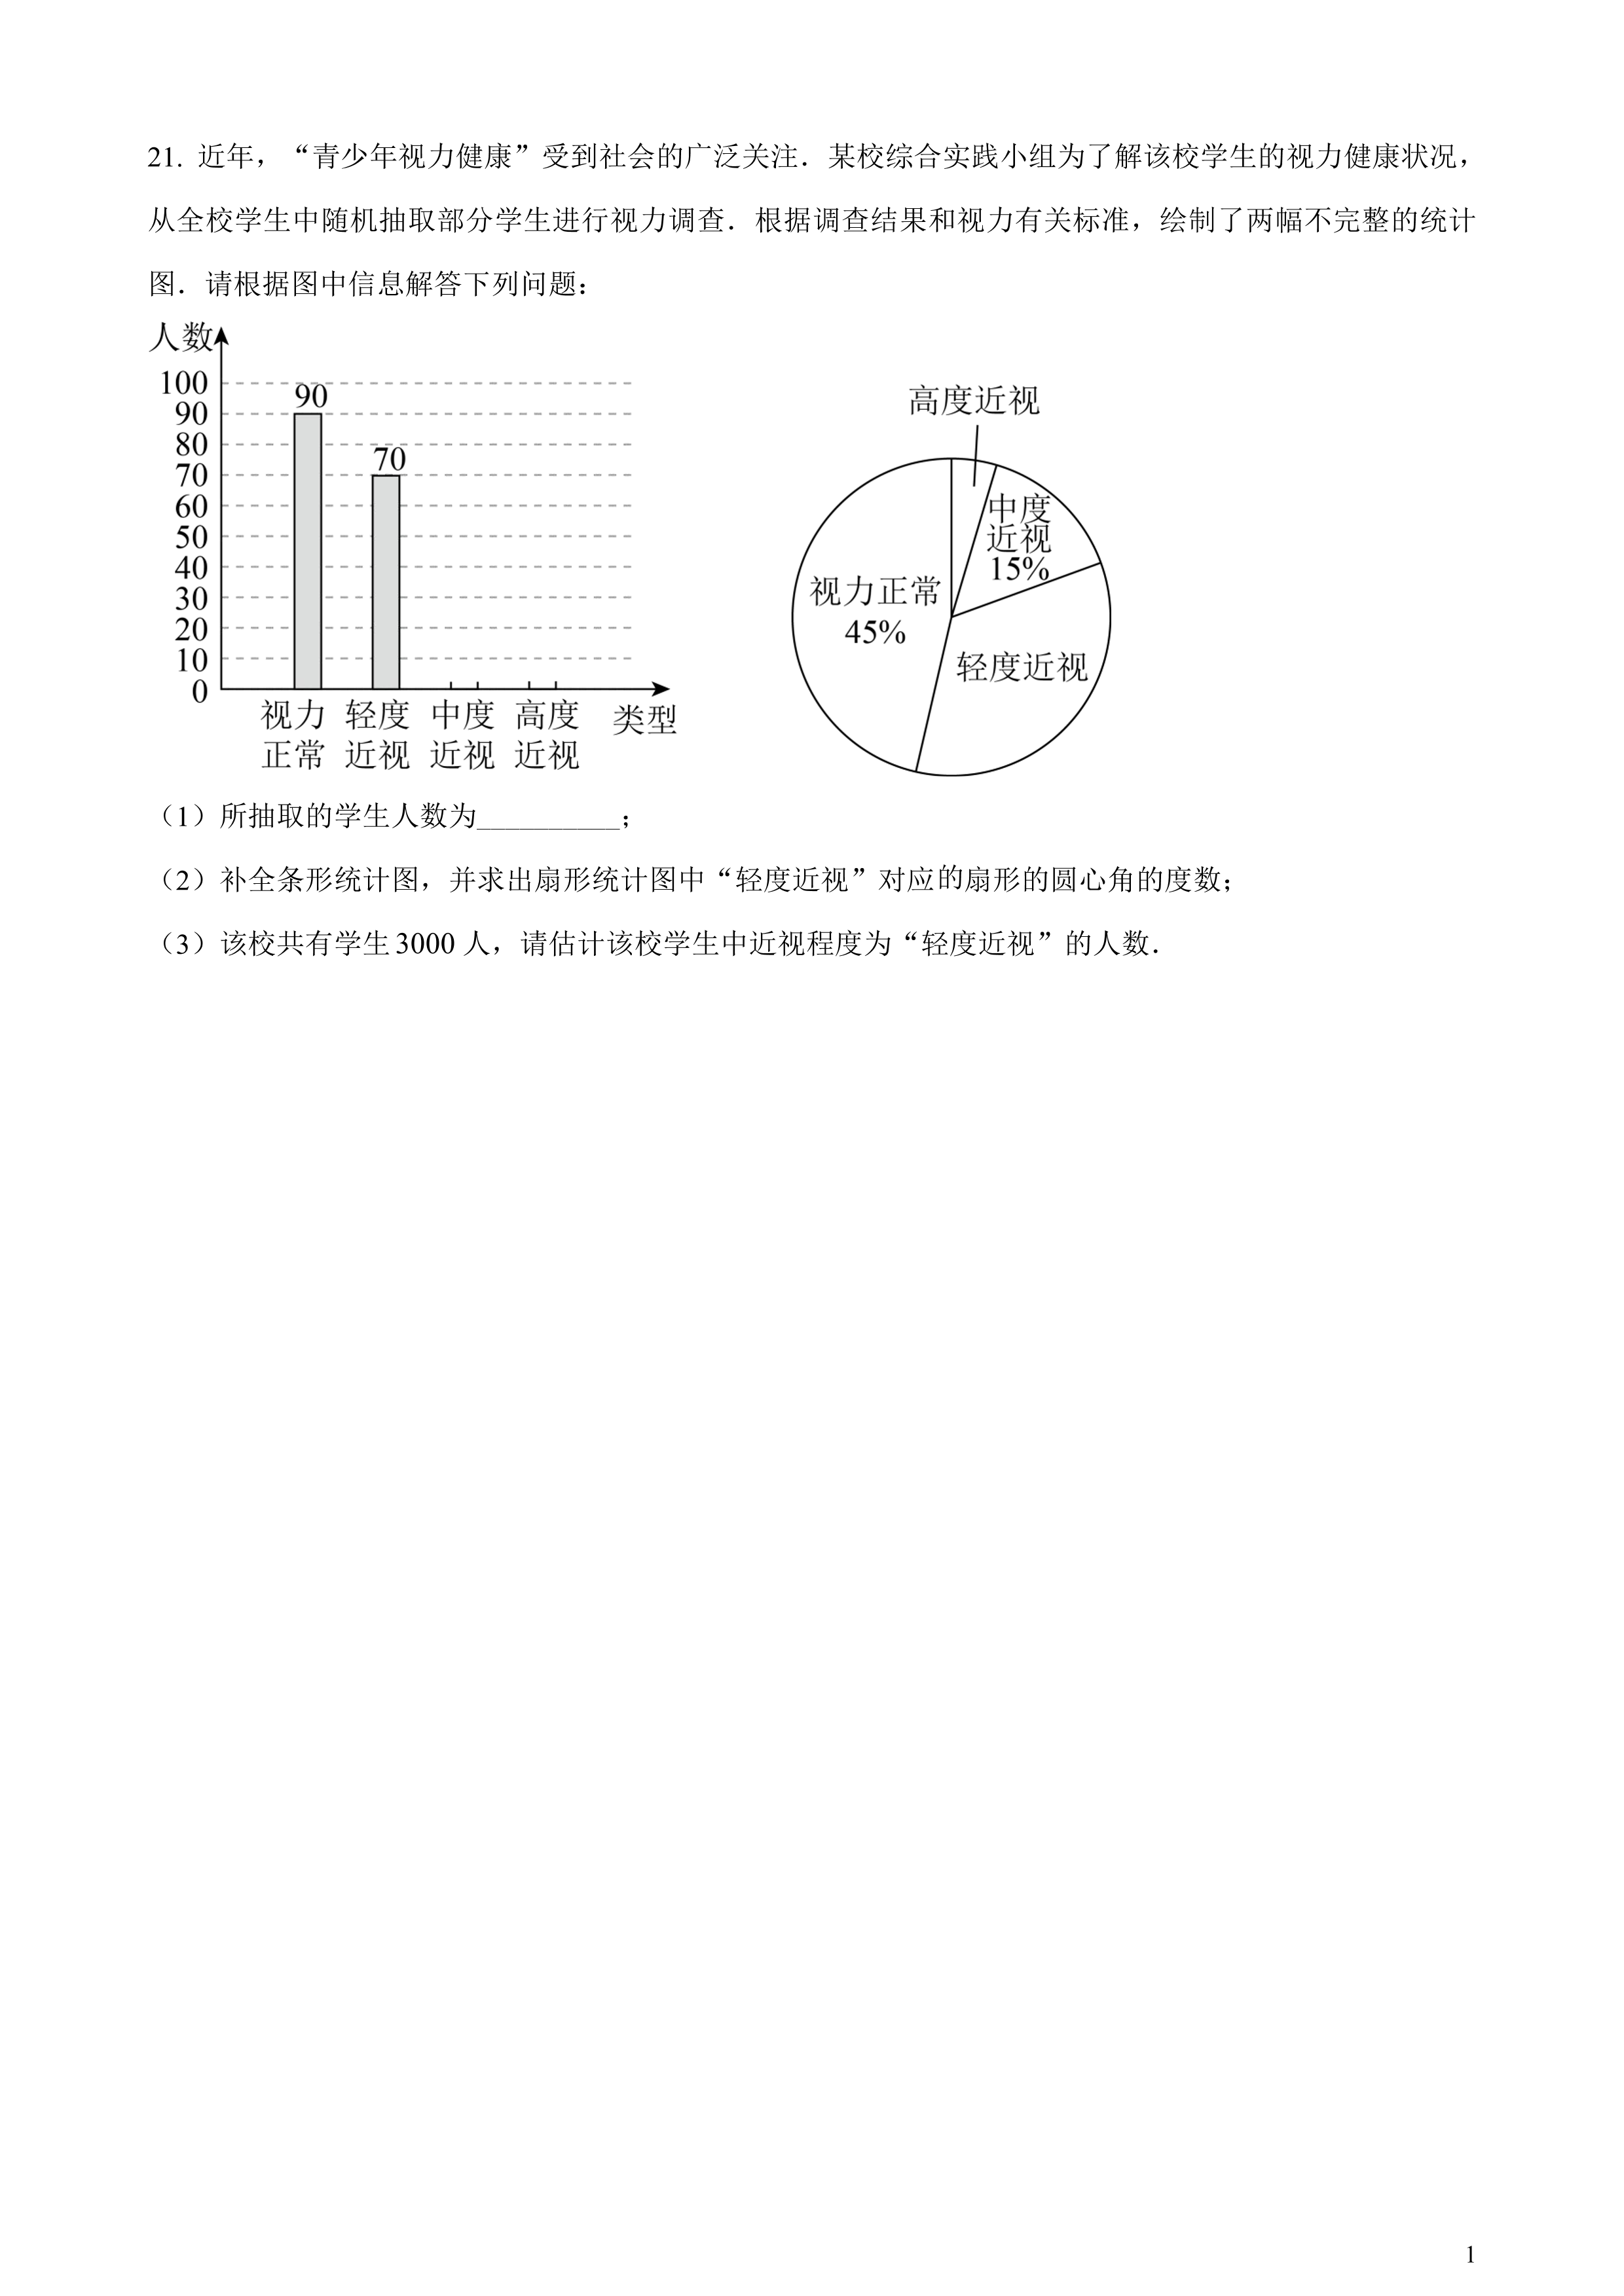 21. 近年，“青少年视力健康”受到社会的广泛关注．某校综合实践小组为了解该校学生的视力健康状况，
从全校学生中随机抽取部分学生进行视力调查．根据调查结果和视力有关标准，绘制了两幅不完整的统计
图．请根据图中信息解答下列问题：
人数
100
90
80
70
60
50
40
30
20
10
0
90
70
视力正常
轻度近视
中度近视
高度近视
类型
高度近视
中度
近视
15%
视力正常
45%
轻度近视
（1）所抽取的学生人数为__________；
（2）补全条形统计图，并求出扇形统计图中“轻度近视”对应的扇形的圆心角的度数；
（3）该校共有学生3000 人，请估计该校学生中近视程度为“轻度近视”的人数．
1